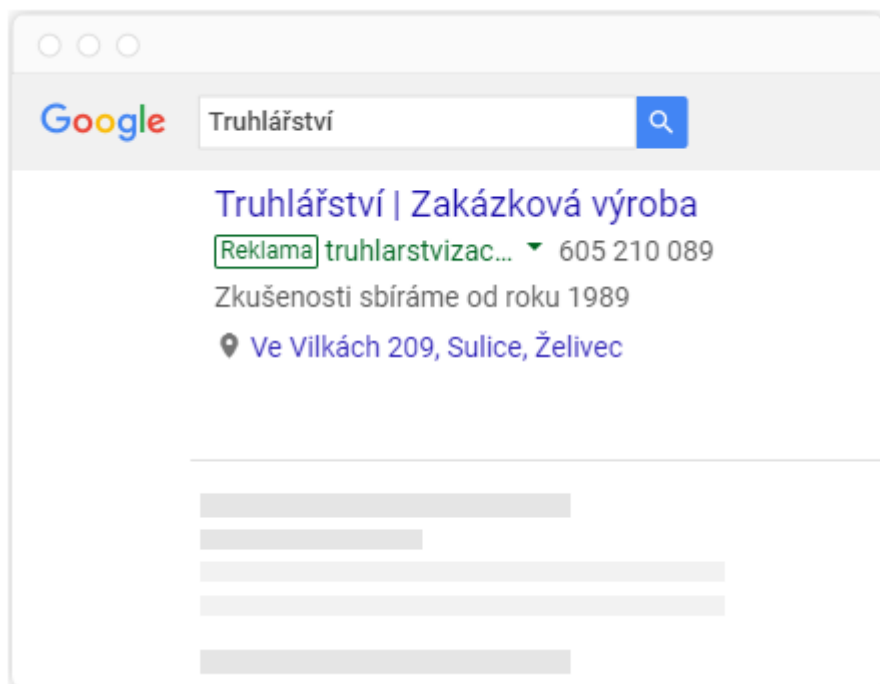 Google
Truhlářství
Truhlářství | Zakázková výroba
Reklama truhlarstvizac... 605 210 089
Zkušenosti sbíráme od roku 1989
Ve Vilkách 209, Sulice, Želivec